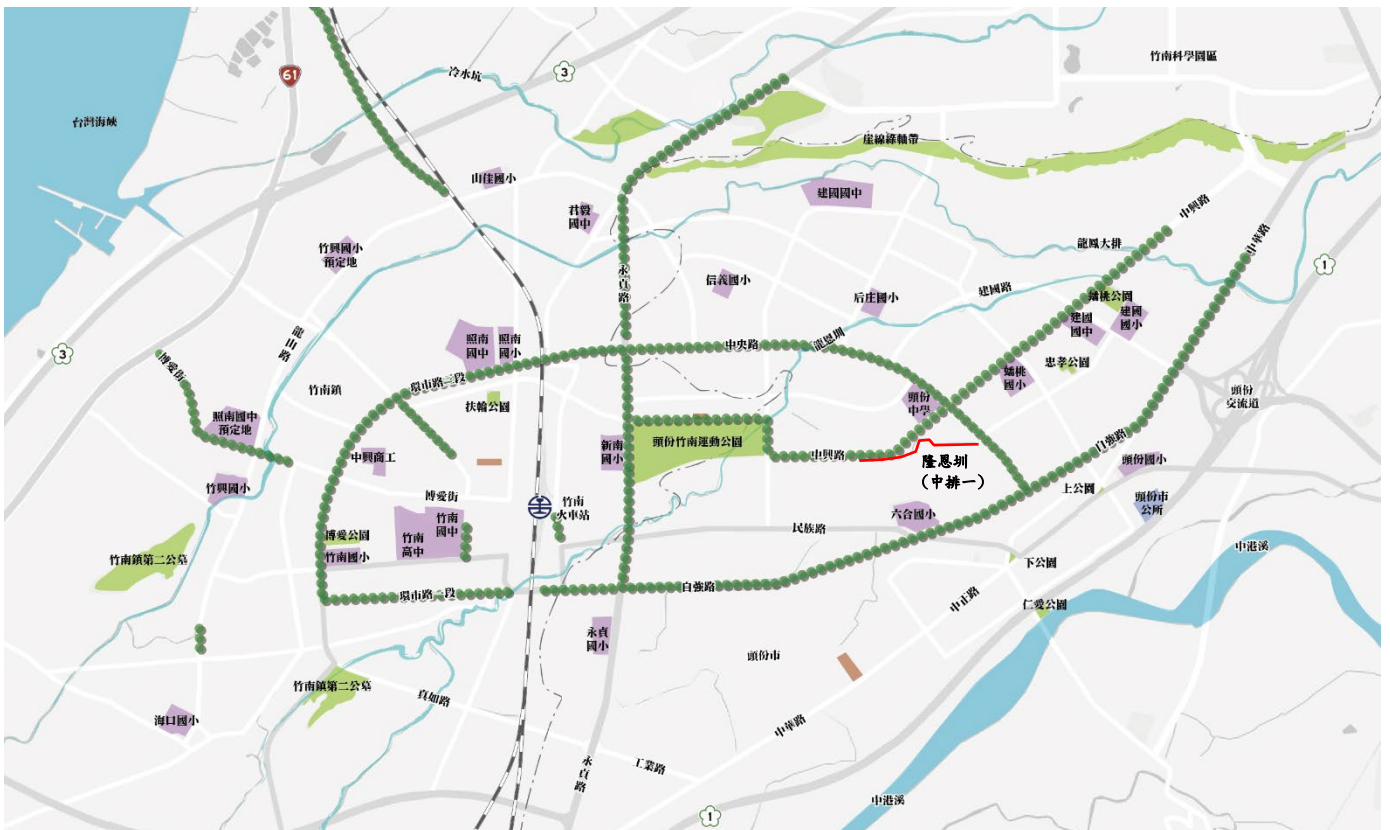 竹南科學園區
冷水坑
3
61
台灣海峽
崖線綠軸帶
山佳國小
建國國中
君毅
國中
中興路
竹興國小
預定地
龍鳳大排
中華路
永貞路
信義國小
建國路
1
后庄國小
蟠桃公園
建國
國中
建國
國小
龍山路
照南
國中
照南
國小
龍恩圳
中央路
3
博愛街
環市路三段
忠孝公園
蟠桃
國小
竹南鎮
扶輪公園
頭份
中學
頭份
交流道
照南國中
預定地
頭份竹南運動公園
自強路
新南
國小
中興商工
中興路
隆恩圳
(中排一)
頭份國小
竹興國小
上公園
博愛街
竹南
火車站
頭份市
公所
竹南
國中
六合國小
民族路
博愛公園
竹南
高中
竹南國小
竹南鎮第二公墓
中港溪
下公園
環市路二段
自強路
中正路
仁愛公園
永貞
國小
頭份市
竹南鎮第二公墓
真如路
海口國小
中華路
工業路
永貞路
中港溪
1